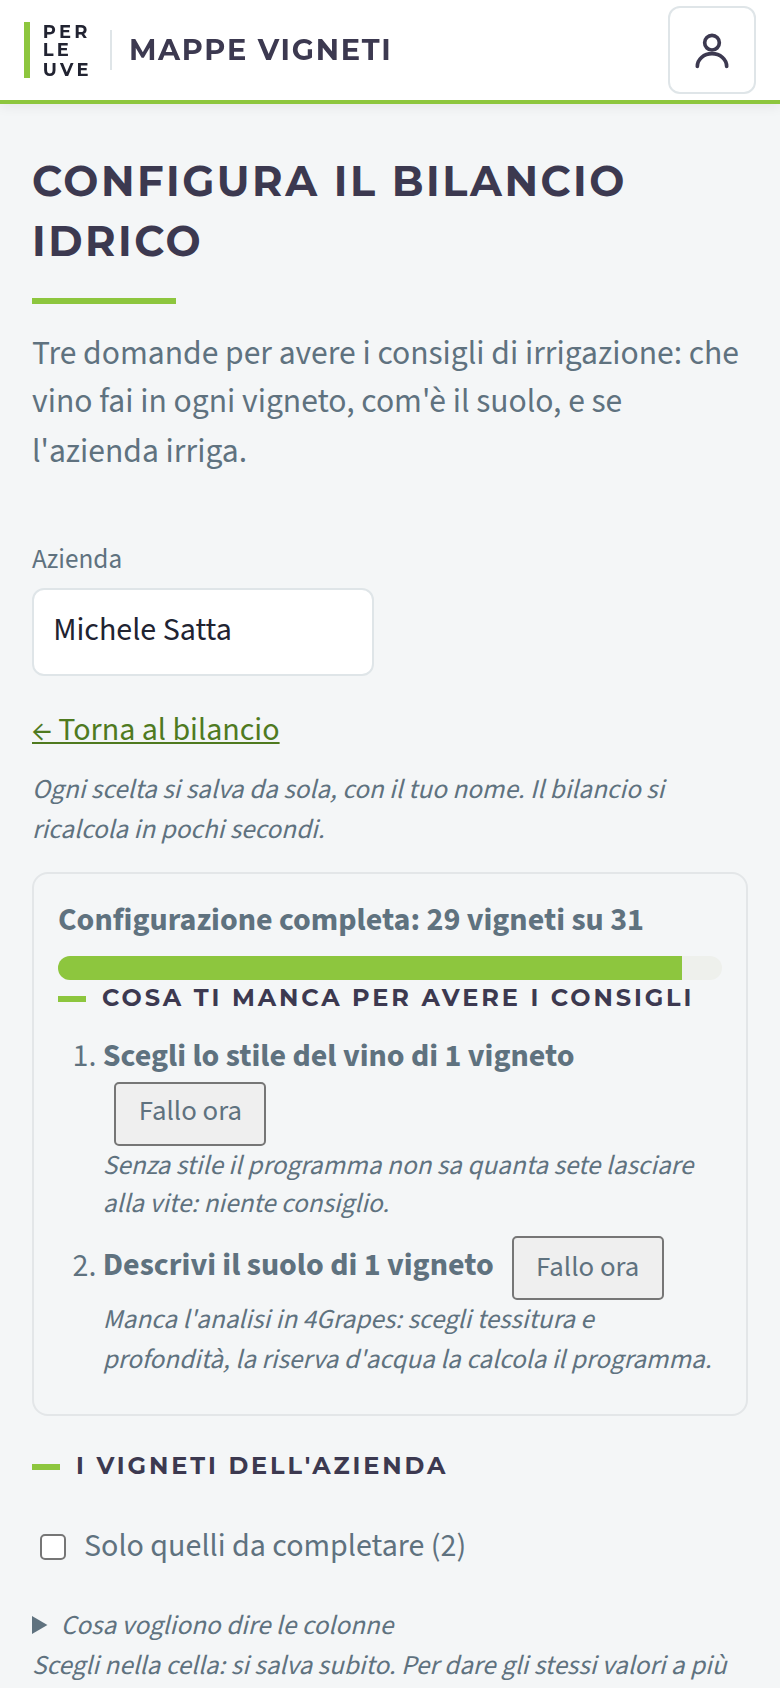 PER
LE
UVE
MAPPE VIGNETI
CONFIGURA IL BILANCIO
IDRICO
Tre domande per avere i consigli di irrigazione: che
vino fai in ogni vigneto, com'è il suolo, e se
l'azienda irriga.
Azienda
Michele Satta
← Torna al bilancio
Ogni scelta si salva da sola, con il tuo nome. Il bilancio si
ricalcola in pochi secondi.
Configurazione completa: 29 vigneti su 31
COSA TI MANCA PER AVERE I CONSIGLI
1. Scegli lo stile del vino di 1 vigneto
Fallo ora
Senza stile il programma non sa quanta sete lasciare
alla vite: niente consiglio.
2. Descrivi il suolo di 1 vigneto Fallo ora
Manca l'analisi in 4Grapes: scegli tessitura e
profondità, la riserva d'acqua la calcola il programma.
I VIGNETI DELL'AZIENDA
Solo quelli da completare (2)
Cosa vogliono dire le colonne
Scegli nella cella: si salva subito. Per dare gli stessi valori a più